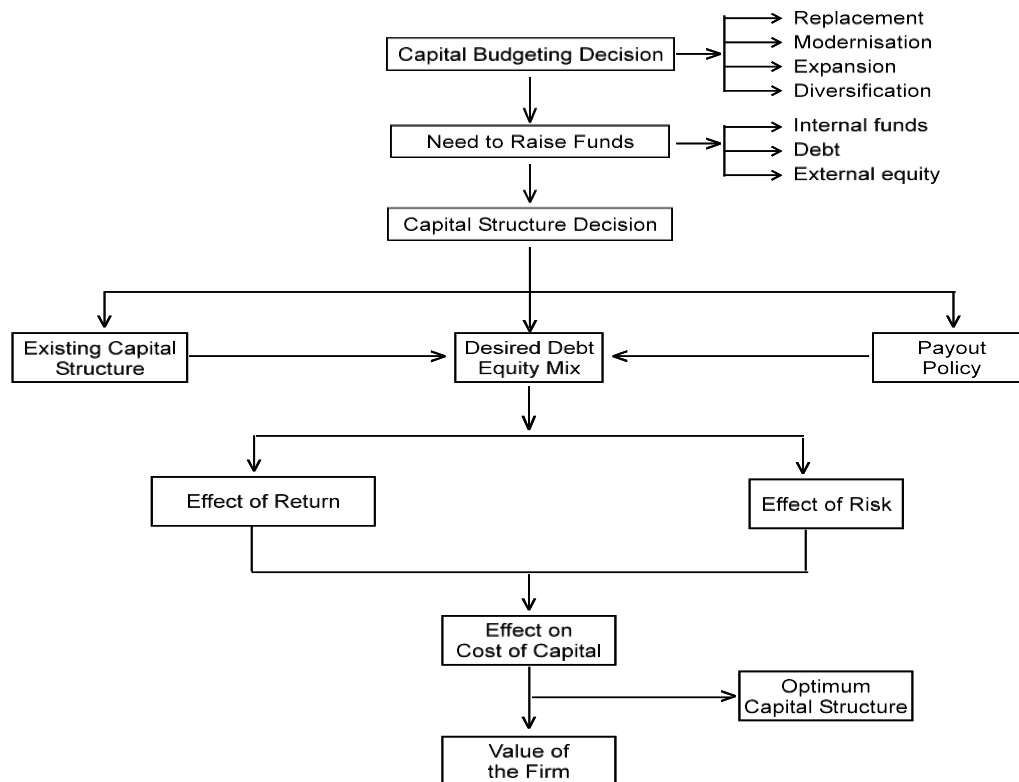 Replacement
Capital Budgeting Decision
Modernisation
Expansion
Diversification
Internal funds
Need to Raise Funds
Debt
External equity
Capital Structure Decision
Existing Capital
Structure
Desired Debt
Equity Mix
Payout
Policy
Effect of Return
Effect of Risk
Effect on
Cost of Capital
Optimum
Capital Structure
Value of
the Firm